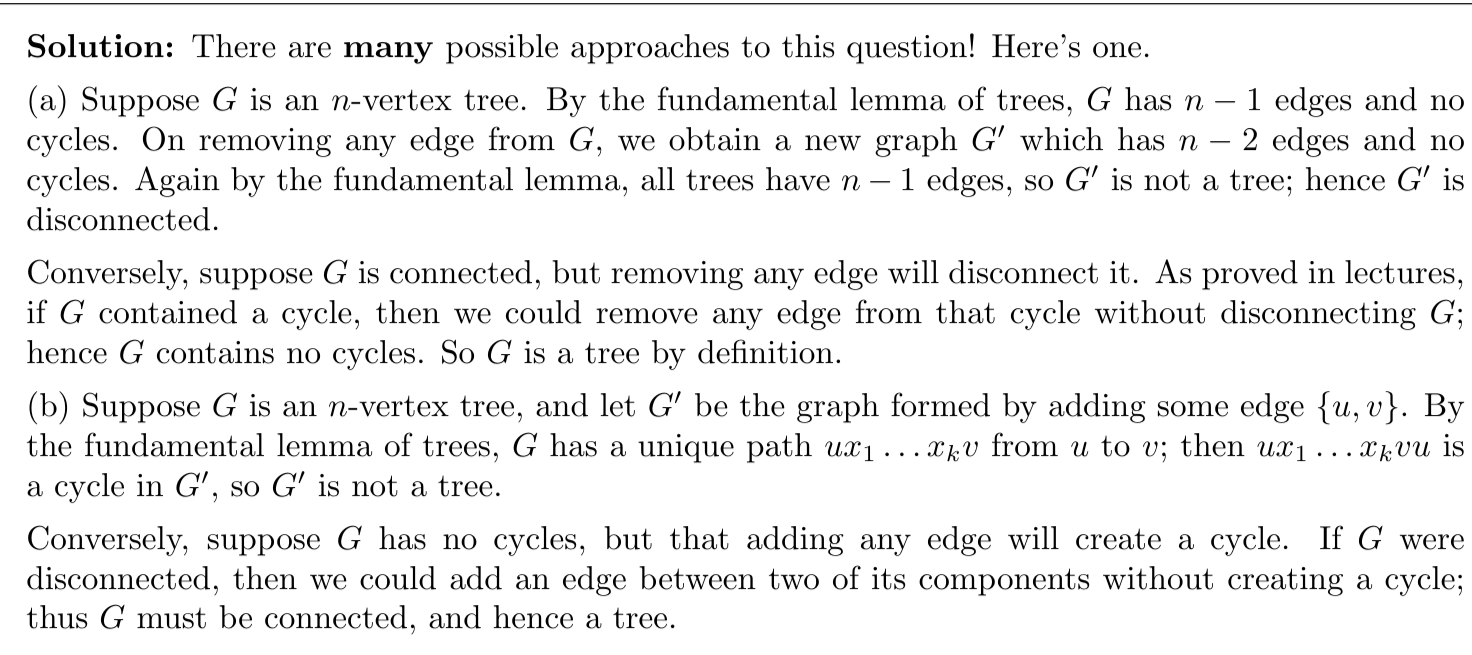 Solution: There are many possible approaches to this question! Here's one.
(a) Suppose G is an n-vertex tree. By the fundamental lemma of trees, G has n − 1 edges and no
cycles. On removing any edge from G, we obtain a new graph G′ which has n − 2 edges and no
cycles. Again by the fundamental lemma, all trees have n − 1 edges, so G′ is not a tree; hence G′ is
disconnected.
Conversely, suppose G is connected, but removing any edge will disconnect it. As proved in lectures,
if G contained a cycle, then we could remove any edge from that cycle without disconnecting G;
hence G contains no cycles. So G is a tree by definition.
(b) Suppose G is an n-vertex tree, and let G′ be the graph formed by adding some edge {u, v}. By
the fundamental lemma of trees, G has a unique path ux₁ . . . xₖv from u to v; then ux₁ . . . xₖvu is
a cycle in G′, so G′ is not a tree.
Conversely, suppose G has no cycles, but that adding any edge will create a cycle. If G were
disconnected, then we could add an edge between two of its components without creating a cycle;
thus G must be connected, and hence a tree.